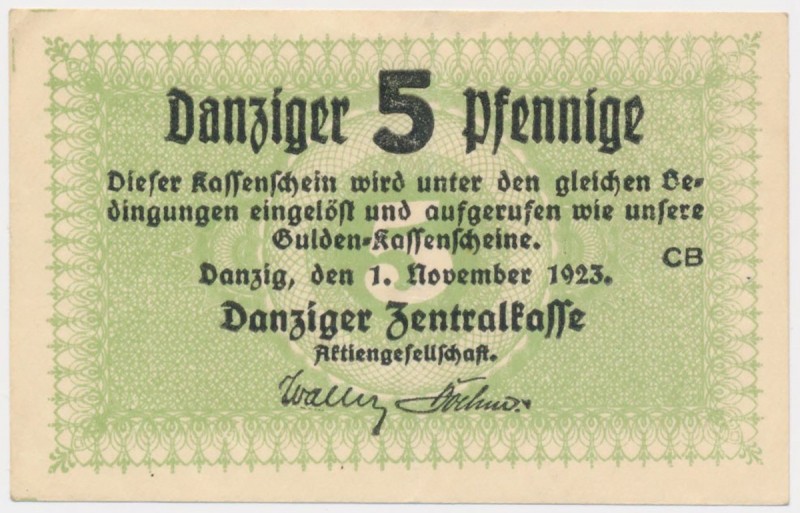 Danziger 5 Pfennige
Dieser Kassenschein wird unter den gleichen Be-
dingungen eingelöst und aufgerufen wie unsere
Gulden-Kassenscheine.
CB
Danzig, den 1. November 1923.
Danziger Zentralkasse
Aktiengesellschaft.
5